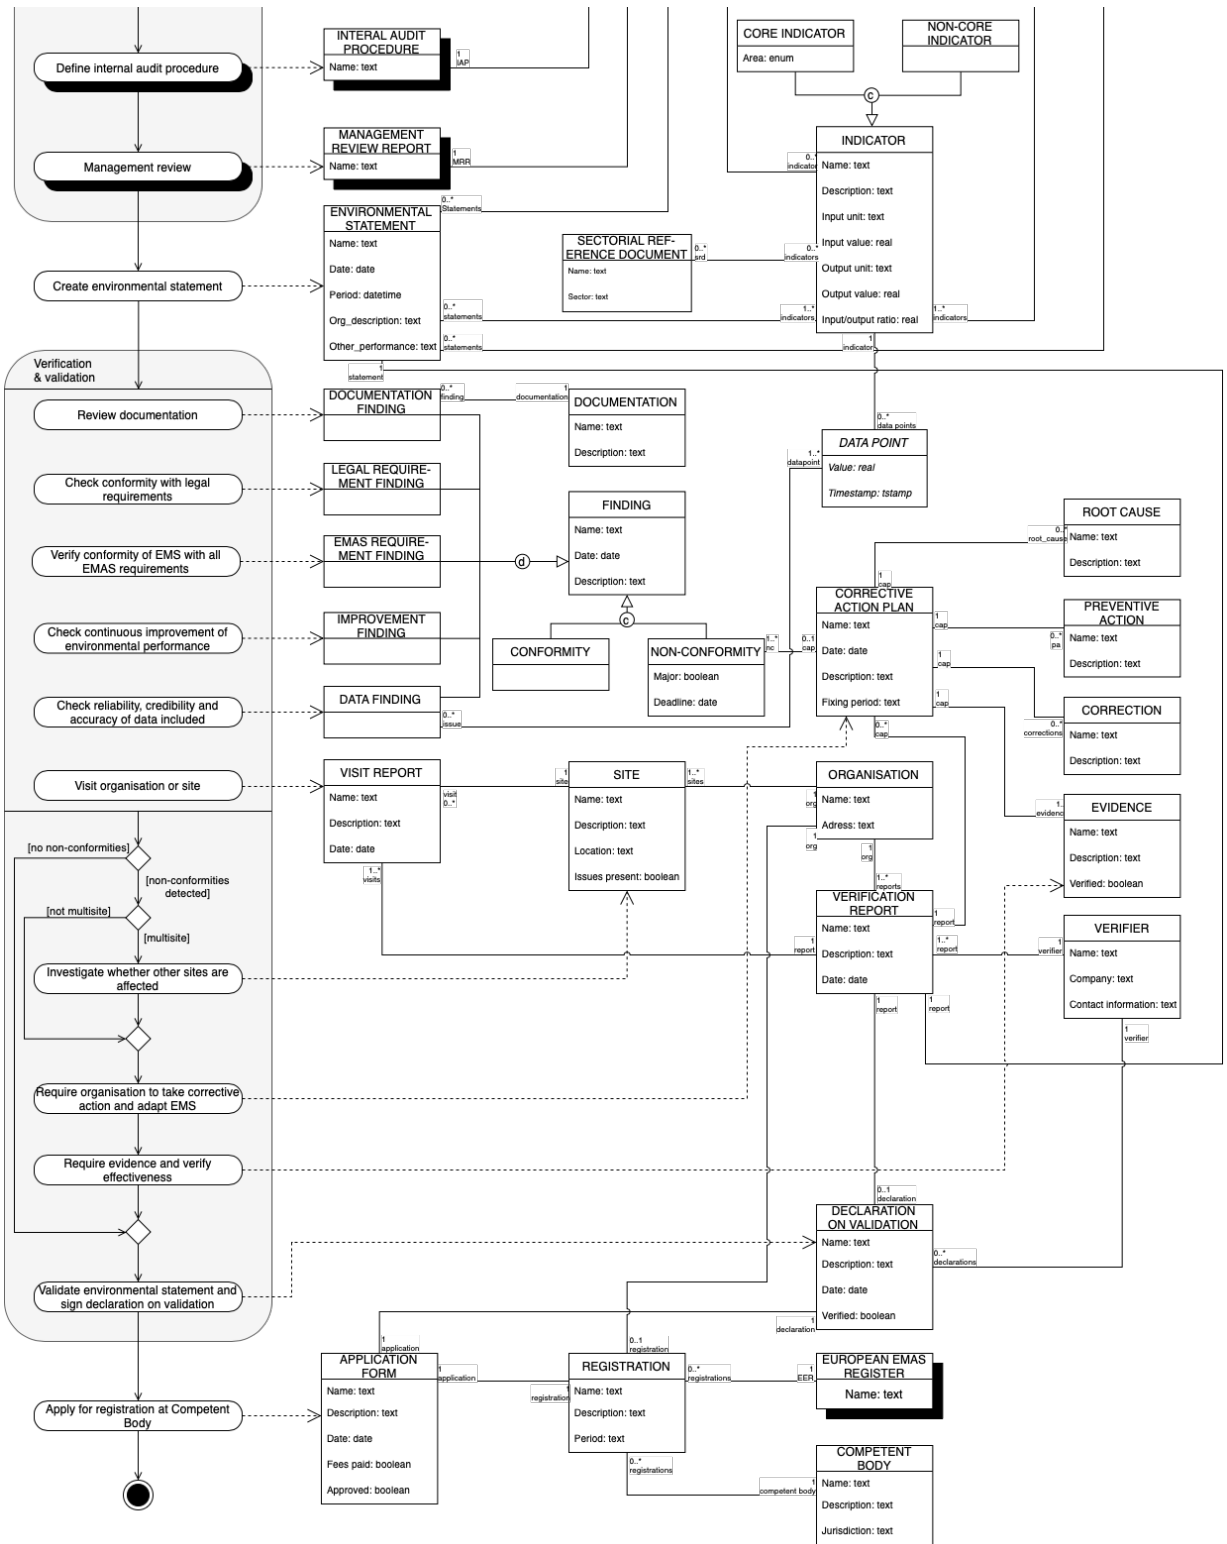 Define internal audit procedure
Management review
Create environmental statement
Verification
& validation
Review documentation
Check conformity with legal
requirements
Verify conformity of EMS with all
EMAS requirements
Check continuous improvement of
environmental performance
Check reliability, credibility and
accuracy of data included
Visit organisation or site
[no non-conformities]
[non-conformities
detected]
[not multisite]
[multisite]
Investigate whether other sites are
affected
Require organisation to take corrective
action and adapt EMS
Require evidence and verify
effectiveness
Validate environmental statement and
sign declaration on validation
Apply for registration at Competent
Body
INTERAL AUDIT
PROCEDURE
Name: text
1
IAP
MANAGEMENT
REVIEW REPORT
Name: text
1
MRR
ENVIRONMENTAL
STATEMENT
Name: text
Date: date
Period: datetime
Org_description: text
Other_performance: text
0..*
Statements
0..*
statements
0..*
statements
1
statement
CORE INDICATOR
Area: enum
NON-CORE
INDICATOR
c
INDICATOR
Name: text
Description: text
Input unit: text
Input value: real
Output unit: text
Output value: real
Input/output ratio: real
0..*
indicator
0..*
indicators
1..*
indicators
1..*
indicators
1
indicator
SECTORIAL REF-
ERENCE DOCUMENT
Name: text
Sector: text
0..*
srd
DOCUMENTATION
FINDING
0..*
finding
1
documentation
DOCUMENTATION
Name: text
Description: text
0..*
data points
DATA POINT
Value: real
Timestamp: tstamp
1..*
datapoint
LEGAL REQUIRE-
MENT FINDING
EMAS REQUIRE-
MENT FINDING
d
FINDING
Name: text
Date: date
Description: text
c
IMPROVEMENT
FINDING
CONFORMITY
NON-CONFORMITY
Major: boolean
Deadline: date
1..*
nc
0..1
cap
DATA FINDING
0..*
issue
CORRECTIVE
ACTION PLAN
Name: text
Date: date
Description: text
Fixing period: text
1
cap
1
cap
1
cap
1
cap
0..*
cap
ROOT CAUSE
Name: text
Description: text
0..*
root_cause
PREVENTIVE
ACTION
Name: text
Description: text
0..*
pa
CORRECTION
Name: text
Description: text
0..*
corrections
EVIDENCE
Name: text
Description: text
Verified: boolean
1..
evidenc
VISIT REPORT
Name: text
Description: text
Date: date
visit
0..*
1..*
visits
1
site
SITE
Name: text
Description: text
Location: text
Issues present: boolean
1..*
sites
ORGANISATION
Name: text
Adress: text
1
org
1
org
1
org
1..*
reports
VERIFICATION
REPORT
Name: text
Description: text
Date: date
1
report
1
report
1..*
report
1
report
1
report
VERIFIER
Name: text
Company: text
Contact information: text
1
verifier
1
verifier
0..1
declaration
DECLARATION
ON VALIDATION
Name: text
Description: text
Date: date
Verified: boolean
0..*
declarations
1
declaration
1
application
APPLICATION
FORM
Name: text
Description: text
Date: date
Fees paid: boolean
Approved: boolean
1
application
0..1
registration
REGISTRATION
Name: text
Description: text
Period: text
1
registration
0..*
registrations
0..*
registrations
1
EER
EUROPEAN EMAS
REGISTER
Name: text
1
competent body
COMPETENT
BODY
Name: text
Description: text
Jurisdiction: text